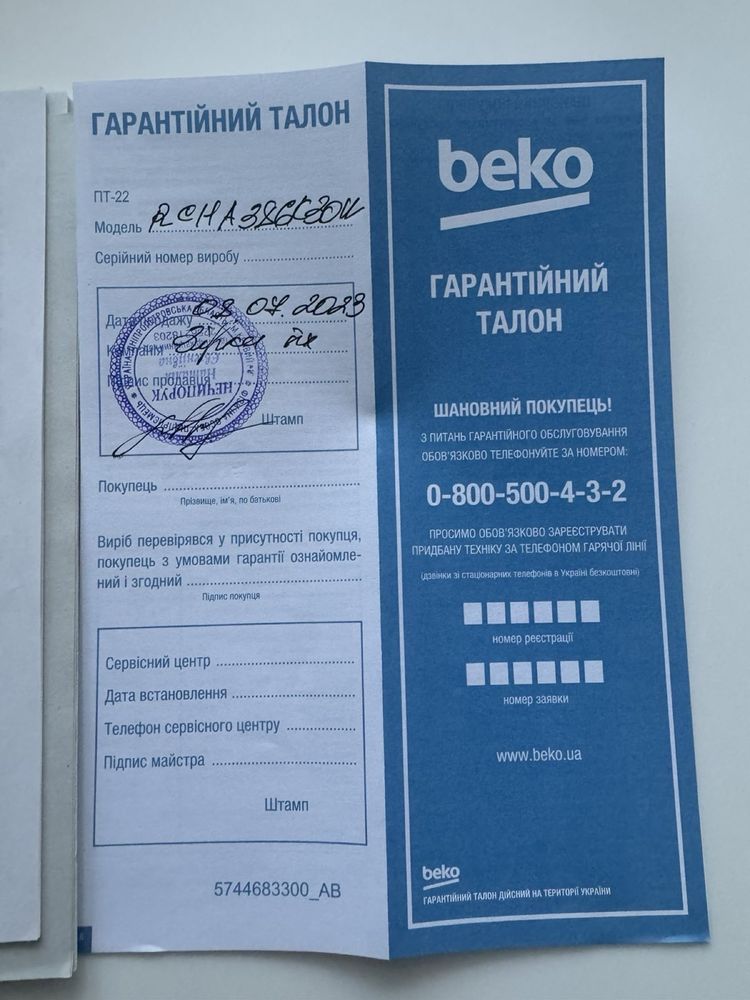 ГАРАНТІЙНИЙ ТАЛОН
ПТ-22
Модель RCHA386K30W
Серійний номер виробу
Дата продажу 09.07.2023
Компанія
Підпис продавця
НЕЧИПОРУК
Штамп
Покупець
Прізвище, ім'я, по батькові
Виріб перевірявся у присутності покупця,
покупець з умовами гарантії ознайомле-
ний і згодний
Підпис покупця
Сервісний центр
Дата встановлення
Телефон сервісного центру
Підпис майстра
Штамп
5744683300_AB
beko
ГАРАНТІЙНИЙ
ТАЛОН
ШАНОВНИЙ ПОКУПЕЦЬ!
З ПИТАНЬ ГАРАНТІЙНОГО ОБСЛУГОВУВАННЯ
ОБОВ'ЯЗКОВО ТЕЛЕФОНУЙТЕ ЗА НОМЕРОМ:
0-800-500-4-3-2
ПРОСИМО ОБОВ'ЯЗКОВО ЗАРЕЄСТРУВАТИ
ПРИДБАНУ ТЕХНІКУ ЗА ТЕЛЕФОНОМ ГАРЯЧОЇ ЛІНІЇ
(дзвінки зі стаціонарних телефонів в Україні безкоштовні)
номер реєстрації
номер заявки
www.beko.ua
beko
ГАРАНТІЙНИЙ ТАЛОН ДІЙСНИЙ НА ТЕРИТОРІЇ УКРАЇНИ